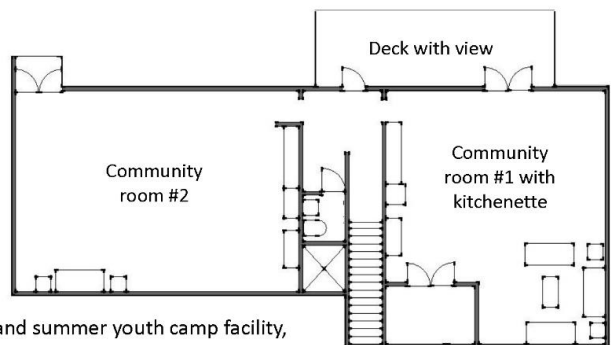 Deck with view
Community
room #2
Community
room #1 with
kitchenette
and summer youth camp facility,